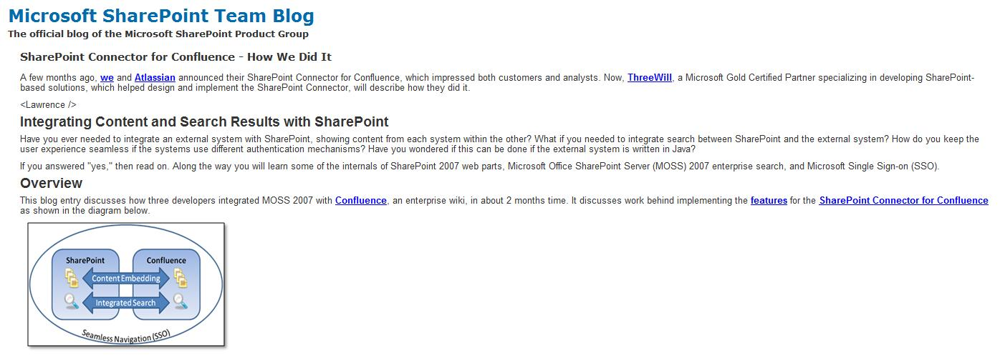 Microsoft SharePoint Team Blog
The official blog of the Microsoft SharePoint Product Group
SharePoint Connector for Confluence - How We Did It
A few months ago, we and Atlassian announced their SharePoint Connector for Confluence, which impressed both customers and analysts. Now, ThreeWill, a Microsoft Gold Certified Partner specializing in developing SharePoint-
based solutions, which helped design and implement the SharePoint Connector, will describe how they did it.
<Lawrence />
Integrating Content and Search Results with SharePoint
Have you ever needed to integrate an external system with SharePoint, showing content from each system within the other? What if you needed to integrate search between SharePoint and the external system? How do you keep the
user experience seamless if the systems use different authentication mechanisms? Have you wondered if this can be done if the external system is written in Java?
If you answered "yes," then read on. Along the way you will learn some of the internals of SharePoint 2007 web parts, Microsoft Office SharePoint Server (MOSS) 2007 enterprise search, and Microsoft Single Sign-on (SSO).
Overview
This blog entry discusses how three developers integrated MOSS 2007 with Confluence, an enterprise wiki, in about 2 months time. It discusses work behind implementing the features for the SharePoint Connector for Confluence
as shown in the diagram below.
SharePoint Confluence
Content Embedding
Integrated Search
Seamless Navigation (SSO)